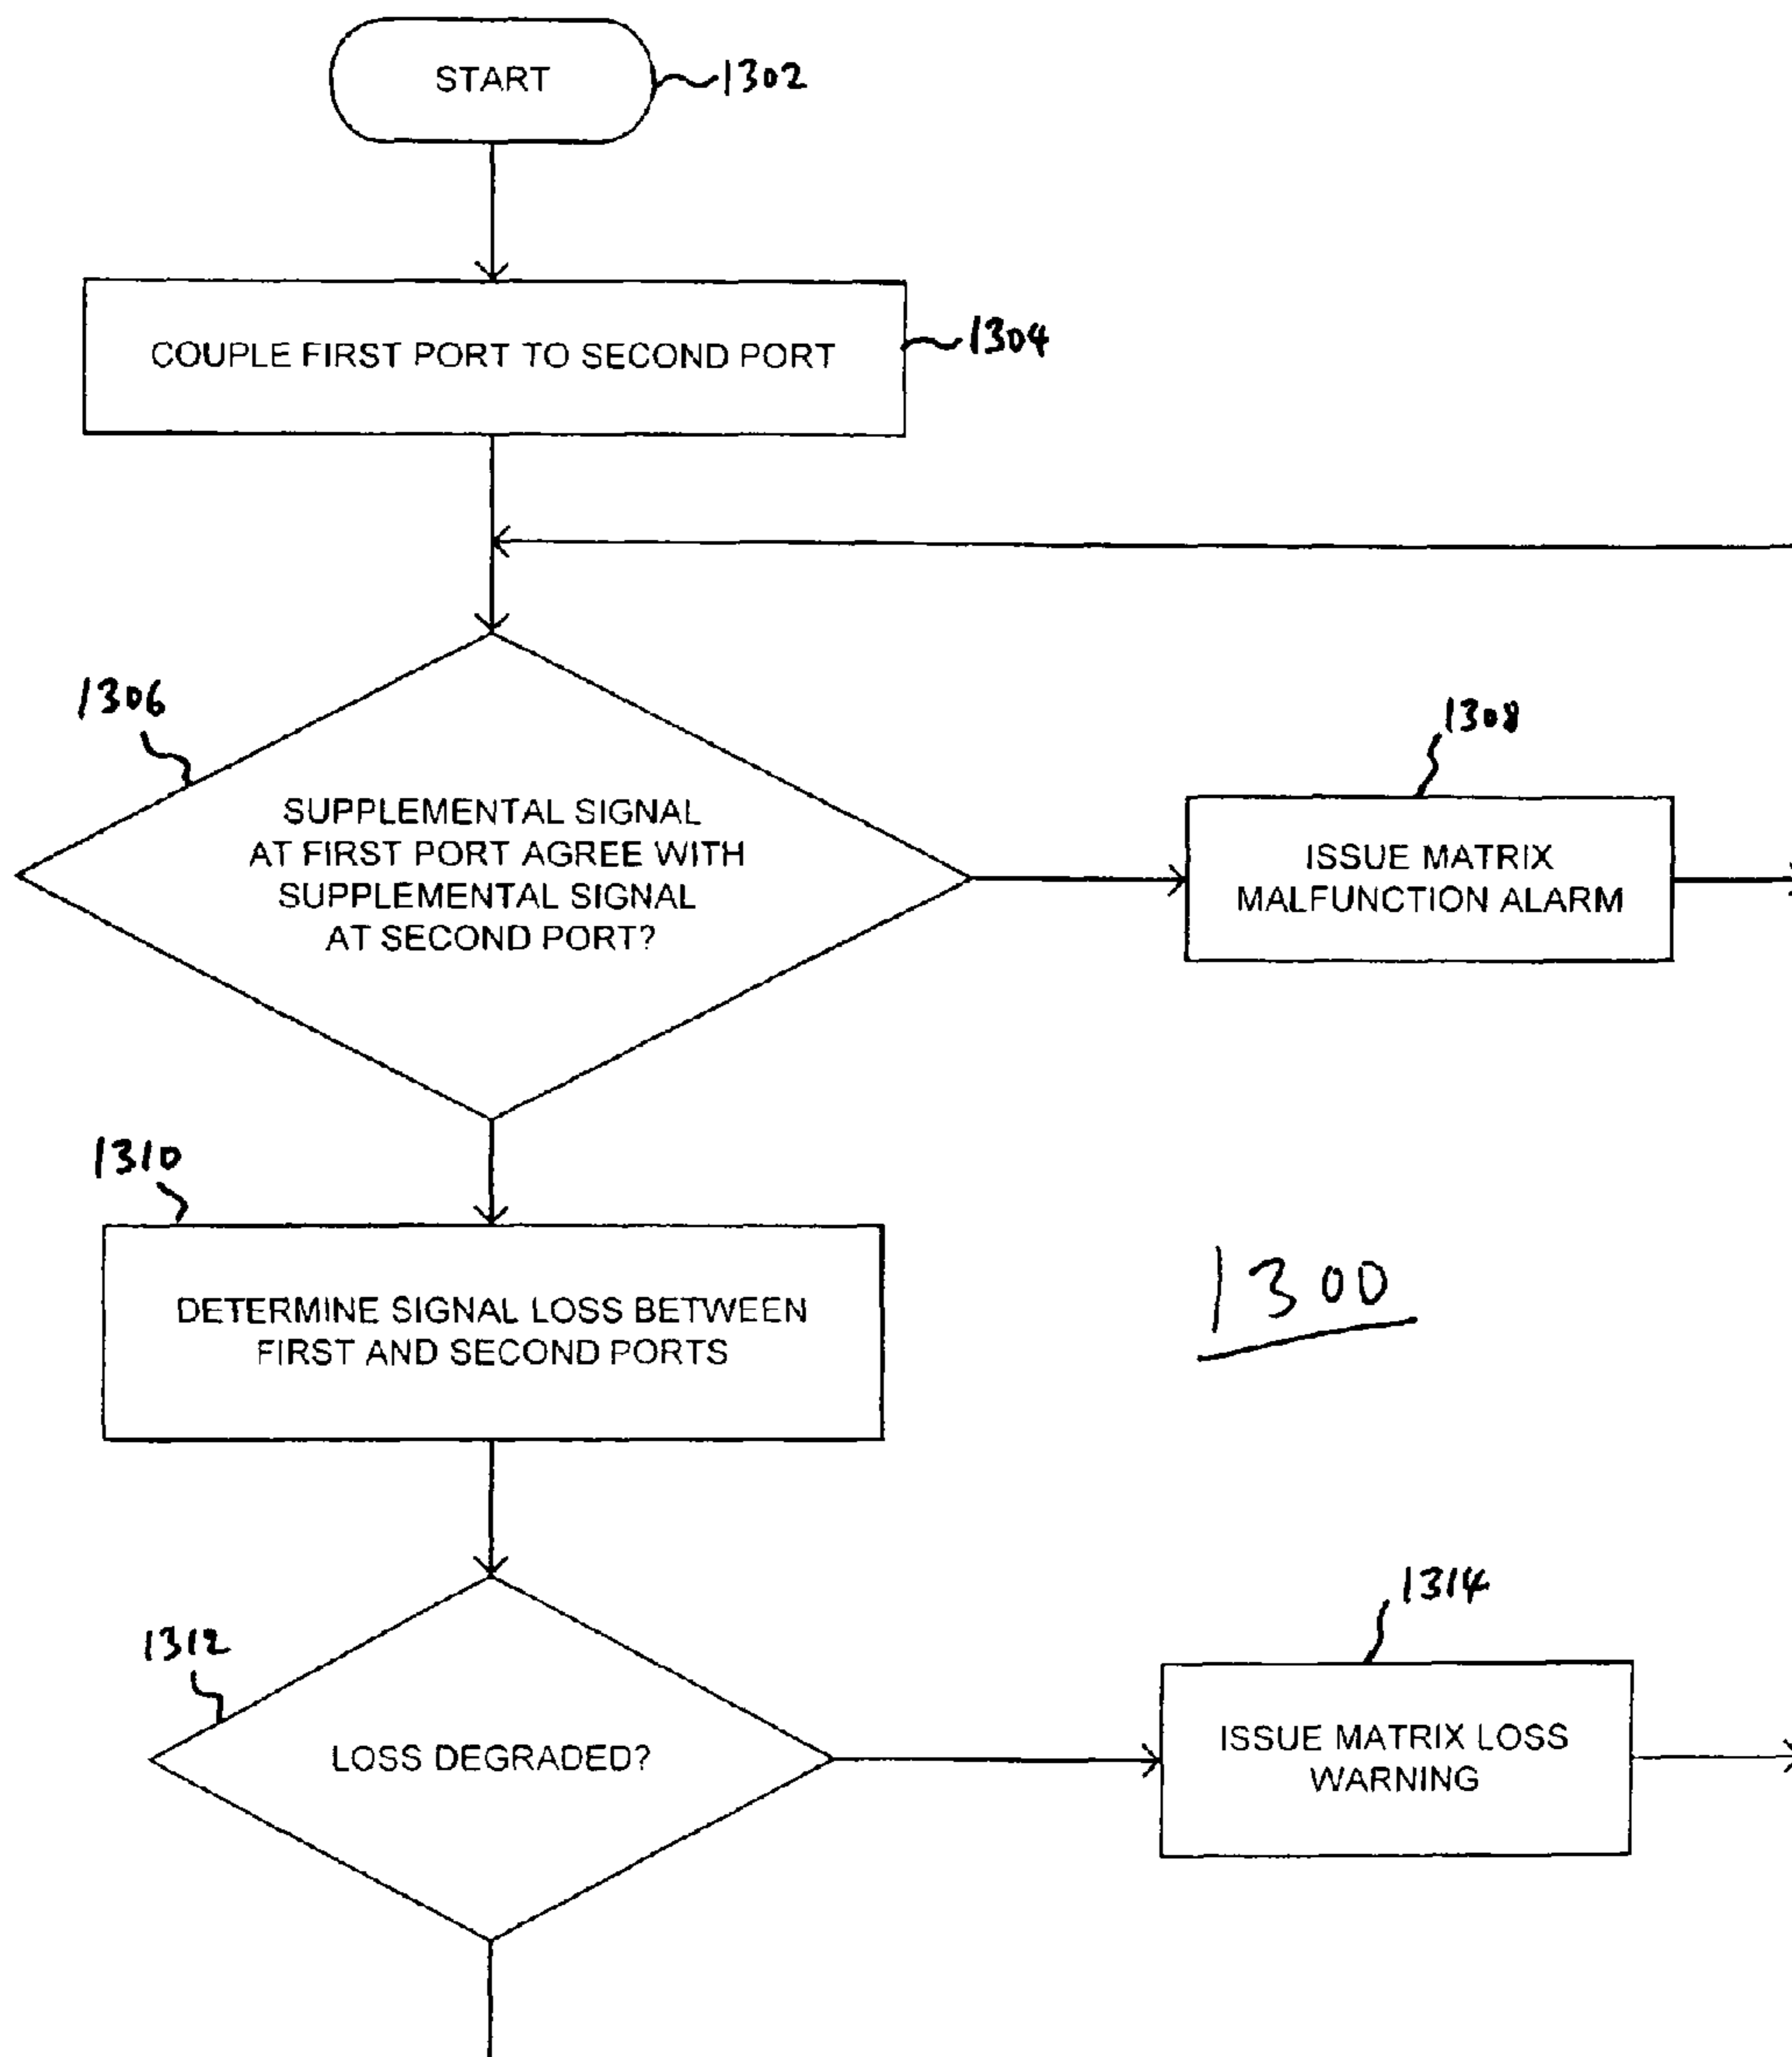 START
1302
COUPLE FIRST PORT TO SECOND PORT
1304
1306
SUPPLEMENTAL SIGNAL
AT FIRST PORT AGREE WITH
SUPPLEMENTAL SIGNAL
AT SECOND PORT?
1308
ISSUE MATRIX
MALFUNCTION ALARM
1310
DETERMINE SIGNAL LOSS BETWEEN
FIRST AND SECOND PORTS
1300
1312
LOSS DEGRADED?
1314
ISSUE MATRIX LOSS
WARNING